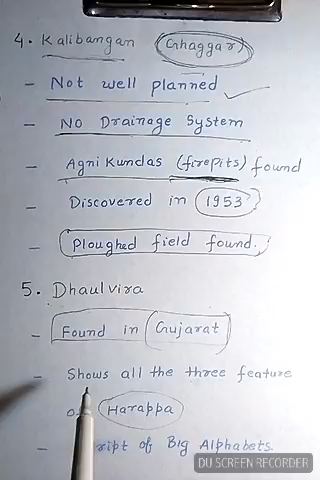 4. Kalibangan (Ghaggar)
- Not well planned
- No Drainage System
- Agni Kundas (firepits) found
- Discovered in 1953
- Ploughed field found.
5. Dhaulvira
- Found in Gujarat
- Shows all the three feature
Harappa
- ript of Big Alphabets.
DU SCREEN RECORDER